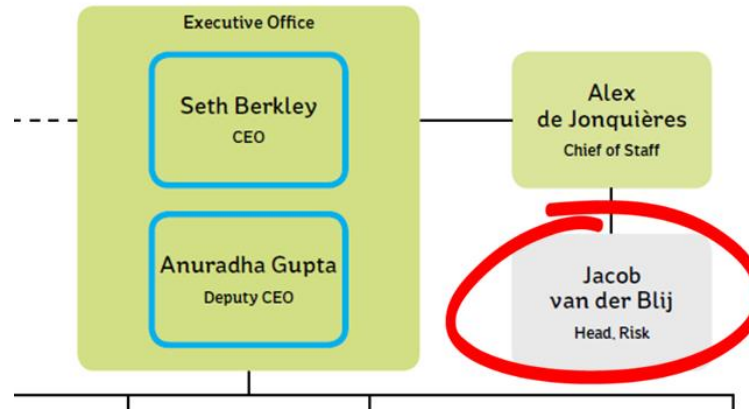 Executive Office
Seth Berkley
CEO
Anuradha Gupta
Deputy CEO
Alex
de Jonquières
Chief of Staff
Jacob
van der Blij
Head, Risk